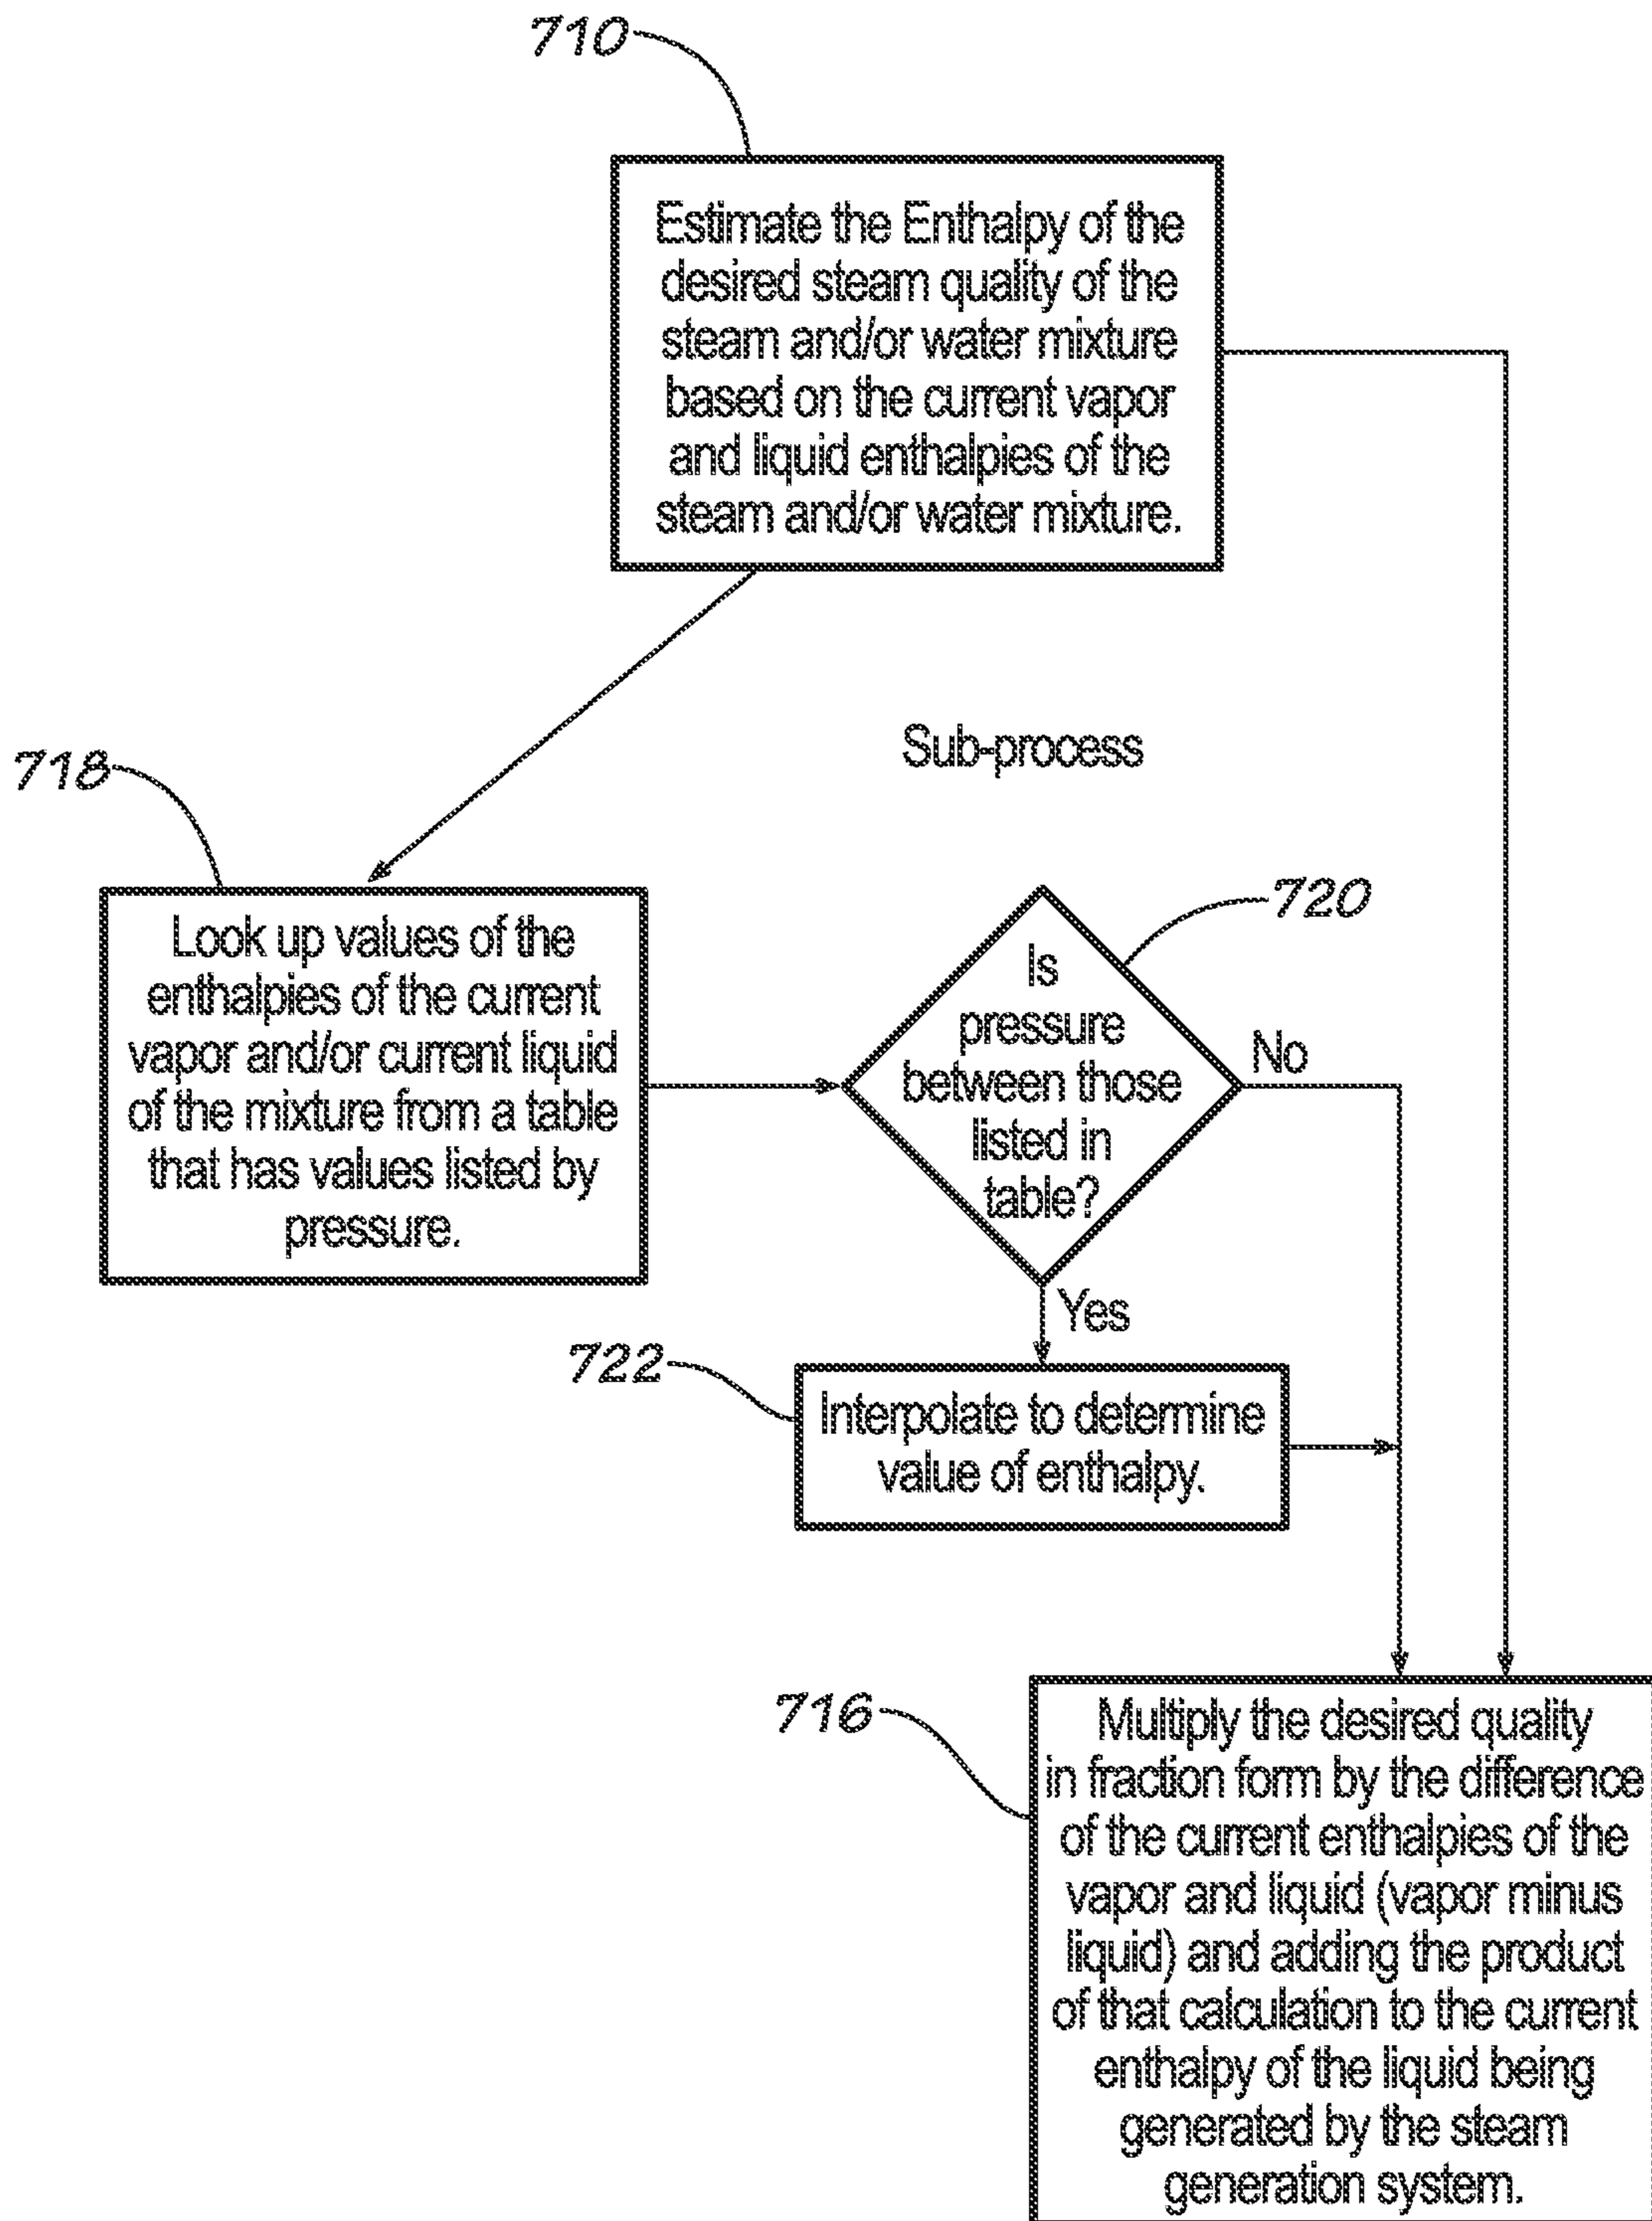 710
Estimate the Enthalpy of the
desired steam quality of the
steam and/or water mixture
based on the current vapor
and liquid enthalpies of the
steam and/or water mixture.
Sub-process
718
Look up values of the
enthalpies of the current
vapor and/or current liquid
of the mixture from a table
that has values listed by
pressure.
720
Is
pressure
between those
listed in
table?
No
Yes
722
Interpolate to determine
value of enthalpy.
716
Multiply the desired quality
in fraction form by the difference
of the current enthalpies of the
vapor and liquid (vapor minus
liquid) and adding the product
of that calculation to the current
enthalpy of the liquid being
generated by the steam
generation system.